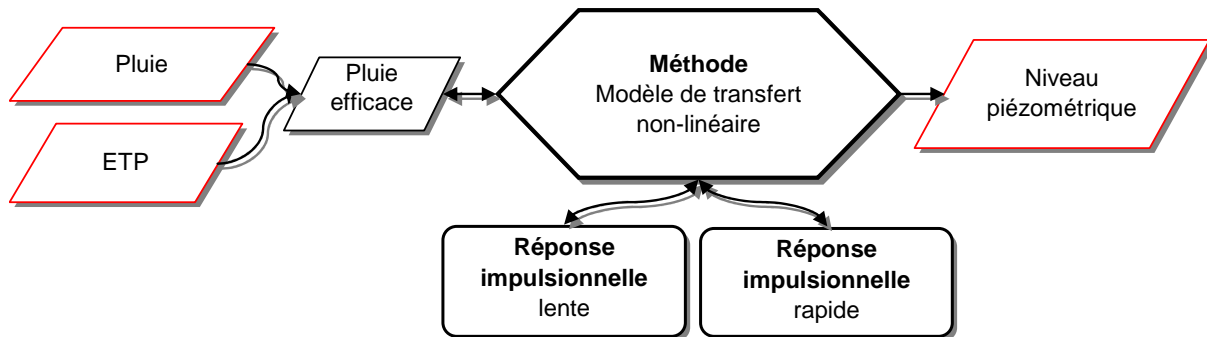 Pluie
ETP
Pluie
efficace
Méthode
Modèle de transfert
non-linéaire
Niveau
piézométrique
Réponse
impulsionnelle
lente
Réponse
impulsionnelle
rapide